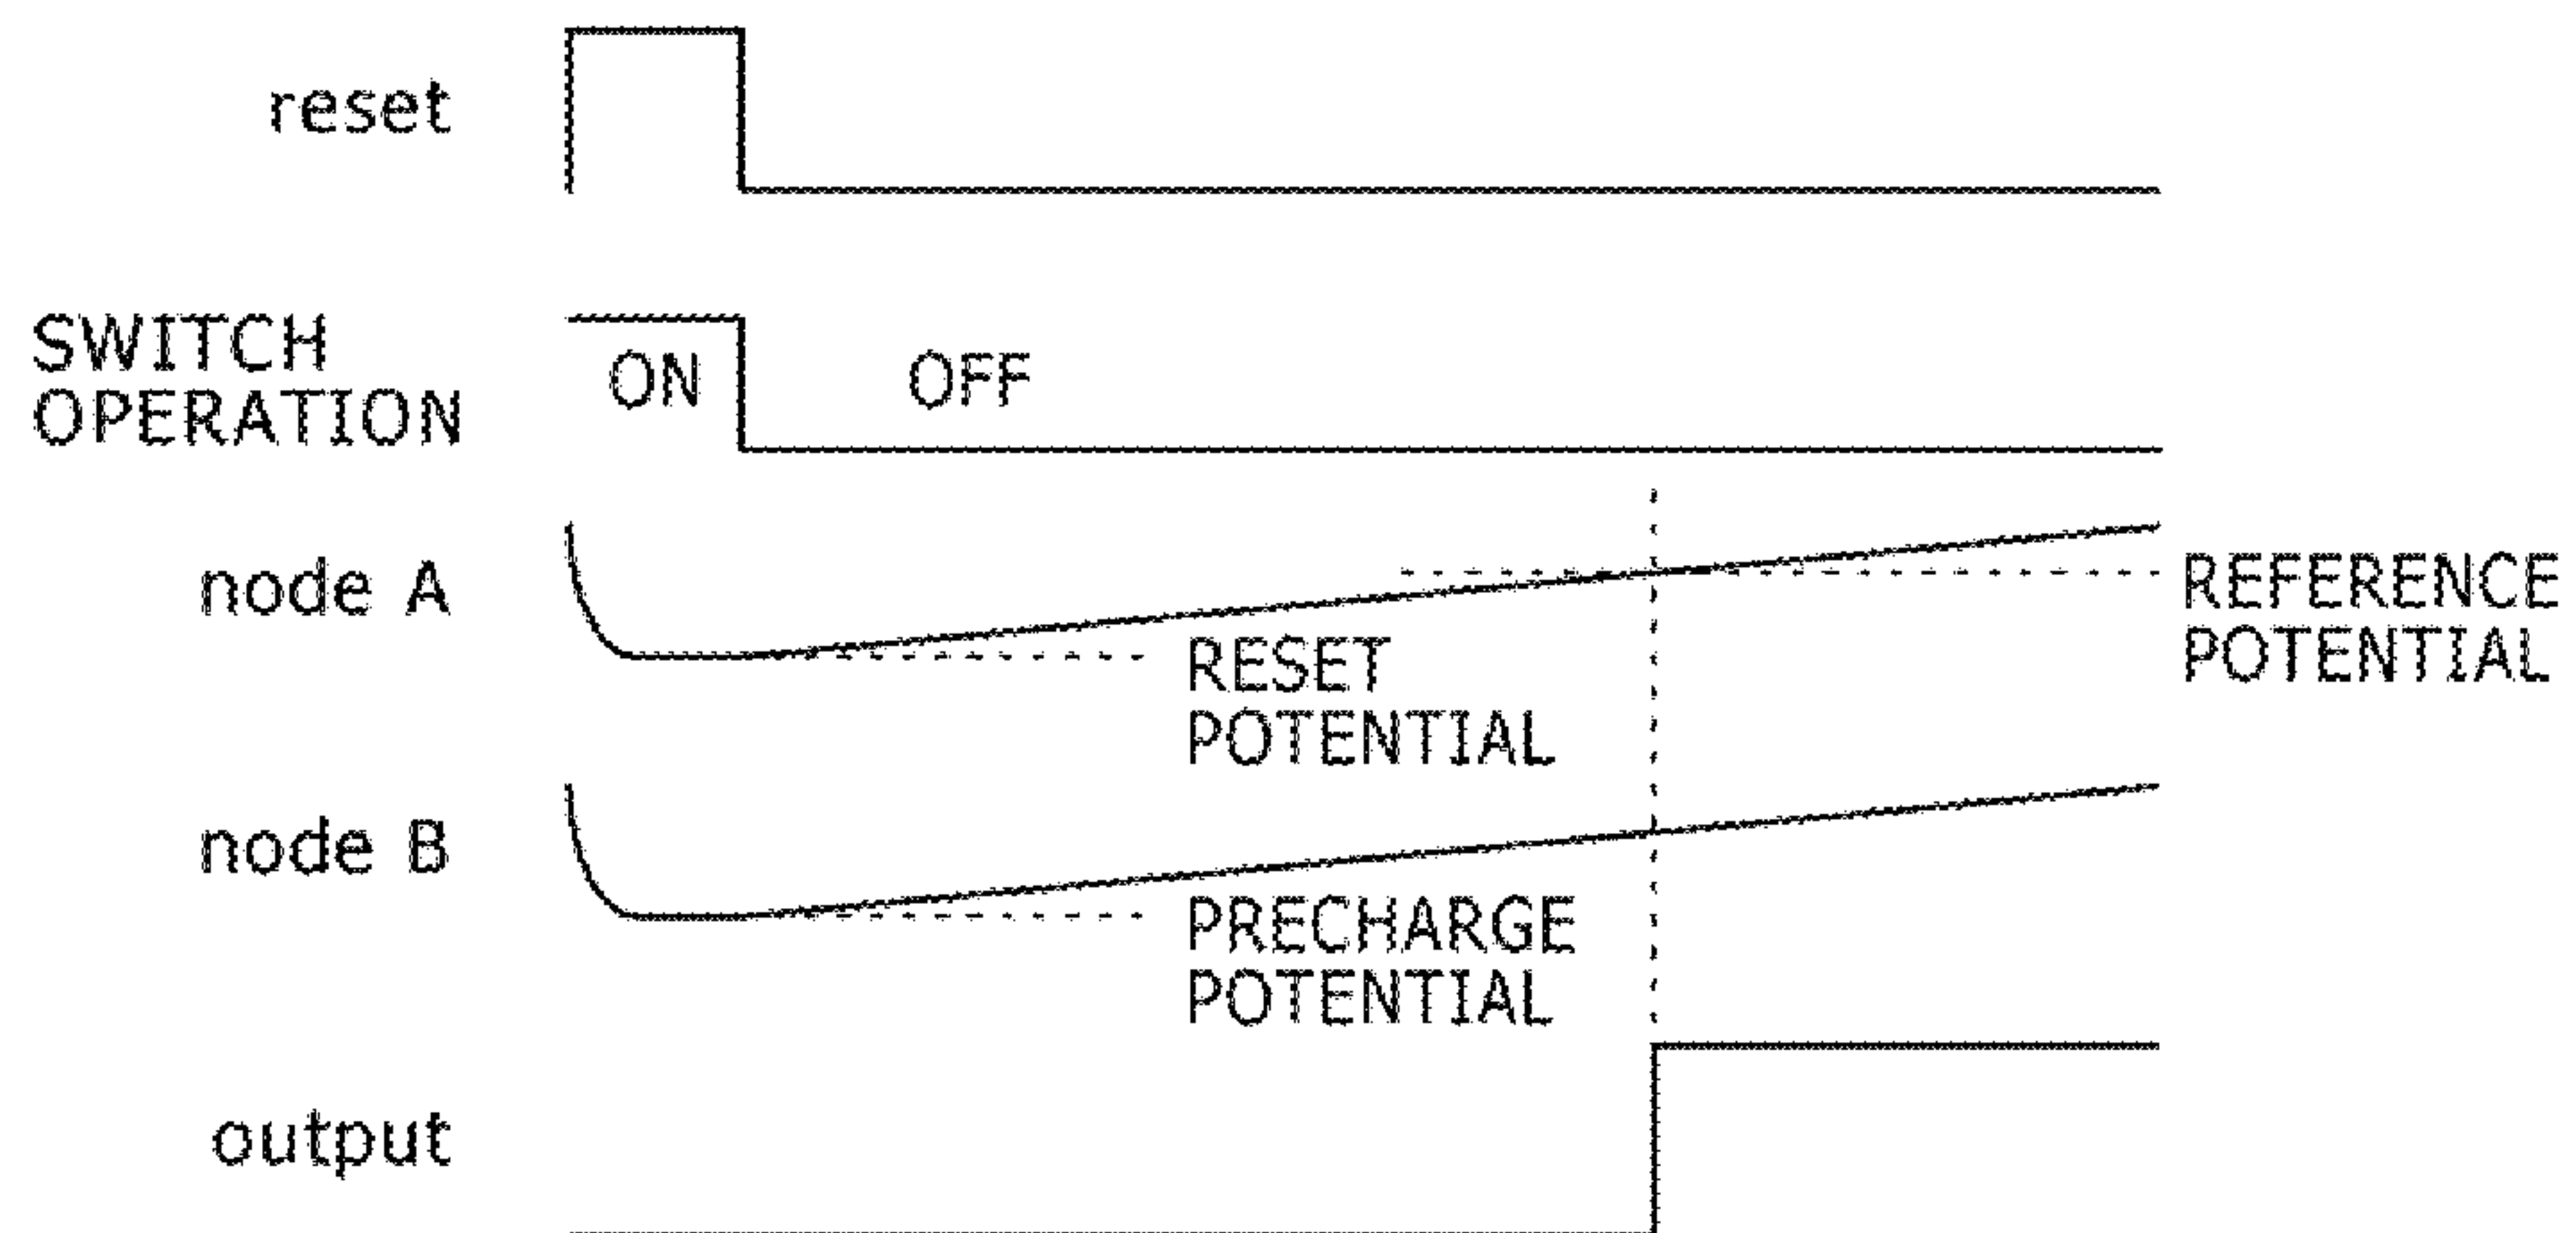 reset
SWITCH
OPERATION
ON
OFF
node A
REFERENCE
POTENTIAL
RESET
POTENTIAL
node B
PRECHARGE
POTENTIAL
output